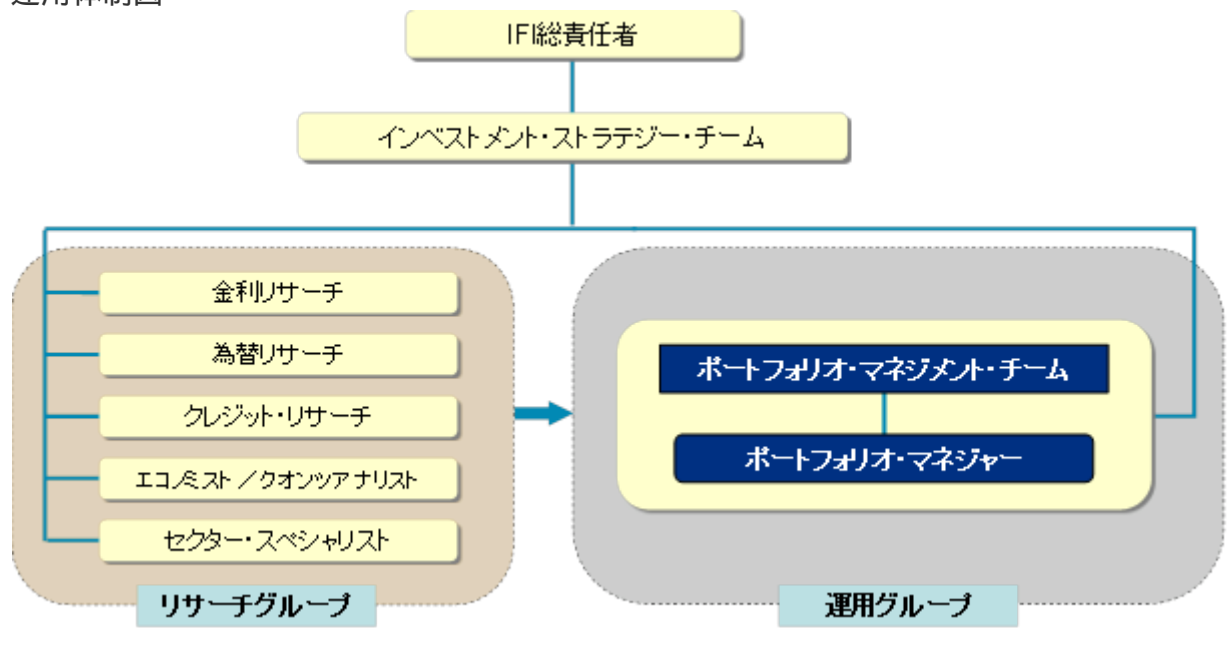 運用体制図
IFI総責任者
インベストメント・ストラテジー・チーム
金利リサーチ
為替リサーチ
クレジット・リサーチ
エコノミスト／クオンツアナリスト
セクター・スペシャリスト
リサーチグループ
ポートフォリオ・マネジメント・チーム
ポートフォリオ・マネジャー
運用グループ